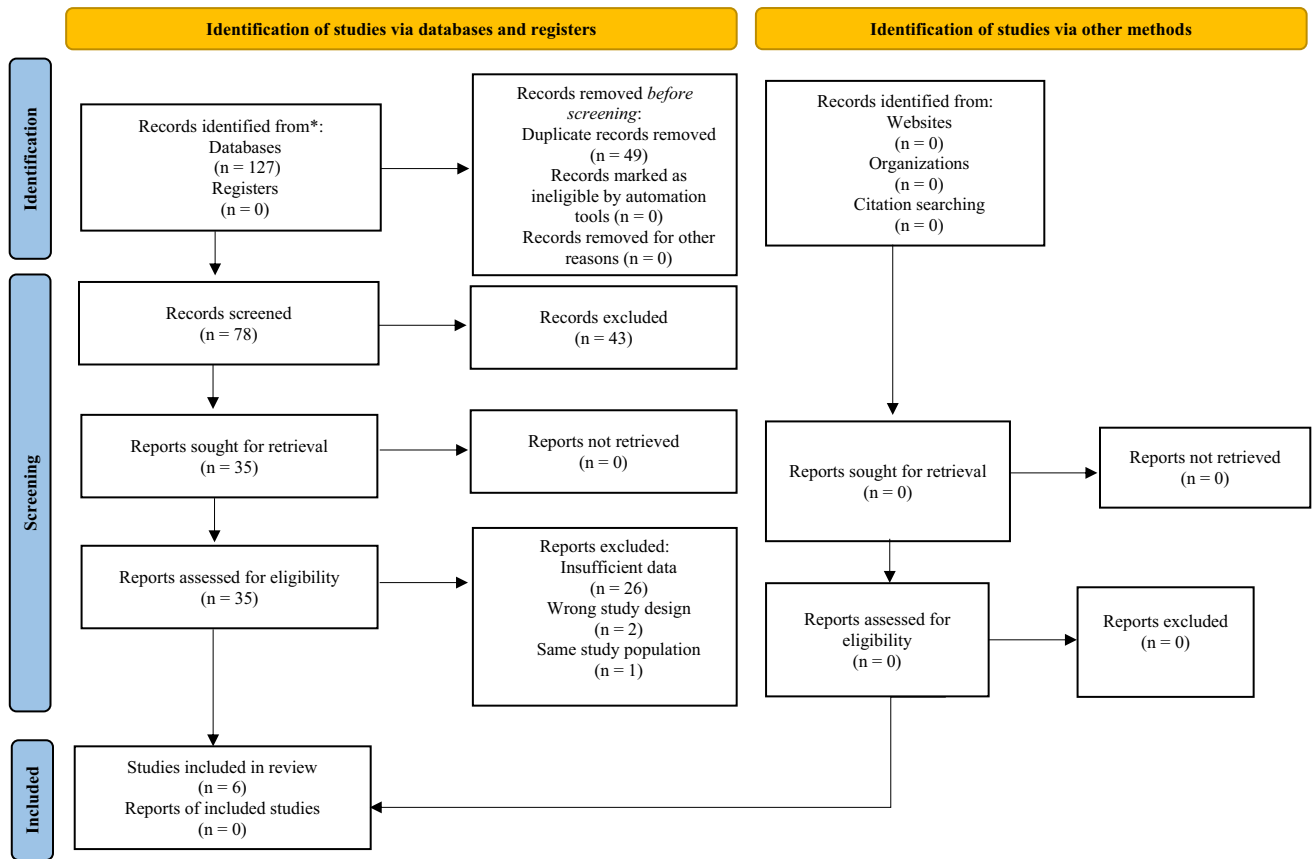 Identification of studies via databases and registers
Identification of studies via other methods
Identification
Records identified from*:
Databases
(n = 127)
Registers
(n = 0)
Records removed before
screening:
Duplicate records removed
(n = 49)
Records marked as
ineligible by automation
tools (n = 0)
Records removed for other
reasons (n = 0)
Records identified from:
Websites
(n = 0)
Organizations
(n = 0)
Citation searching
(n = 0)
Screening
Records screened
(n = 78)
Records excluded
(n = 43)
Reports sought for retrieval
(n = 35)
Reports not retrieved
(n = 0)
Reports sought for retrieval
(n = 0)
Reports not retrieved
(n = 0)
Reports assessed for eligibility
(n = 35)
Reports excluded:
Insufficient data
(n = 26)
Wrong study design
(n = 2)
Same study population
(n = 1)
Reports assessed for
eligibility
(n = 0)
Reports excluded
(n = 0)
Included
Studies included in review
(n = 6)
Reports of included studies
(n = 0)